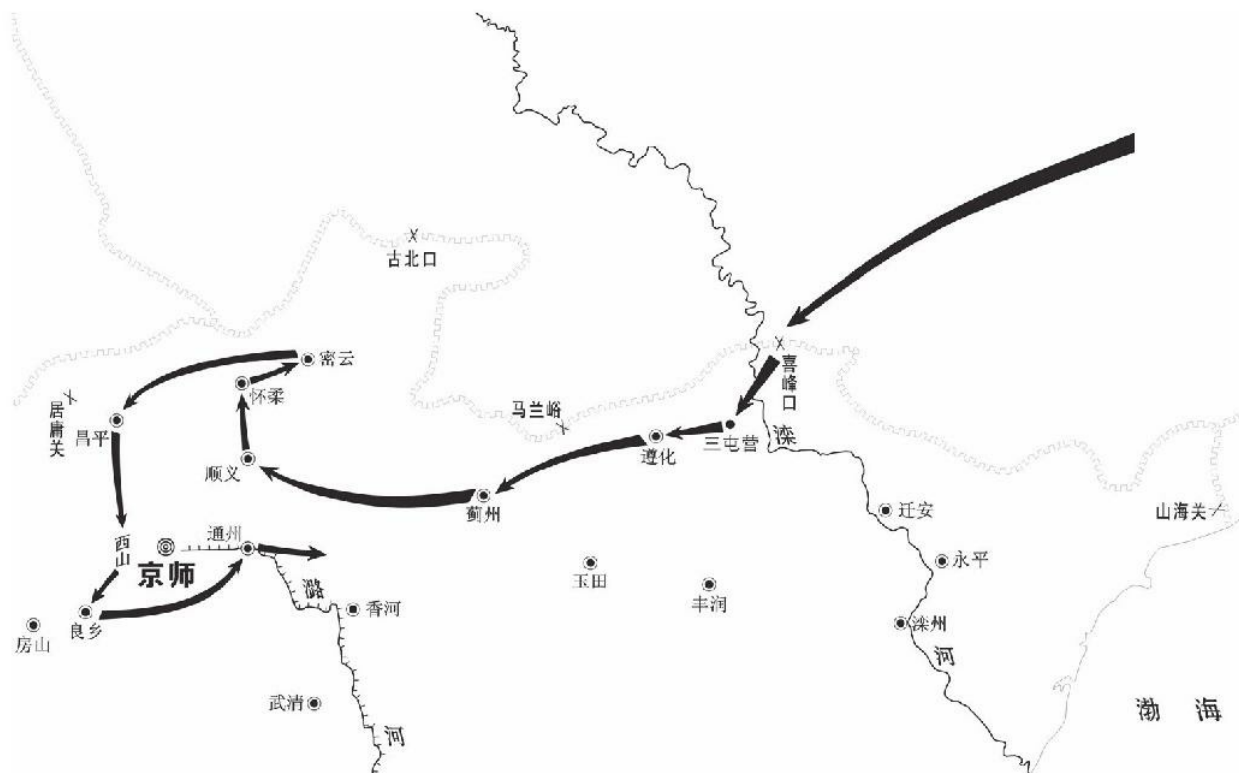 古北口
密云
怀柔
居庸关
昌平
马兰峪
喜峰口
三屯营
遵化
滦
顺义
蓟州
迁安
山海关
西山
京师
通州
潞
玉田
永平
丰润
香河
良乡
房山
滦州
河
武清
河
渤海